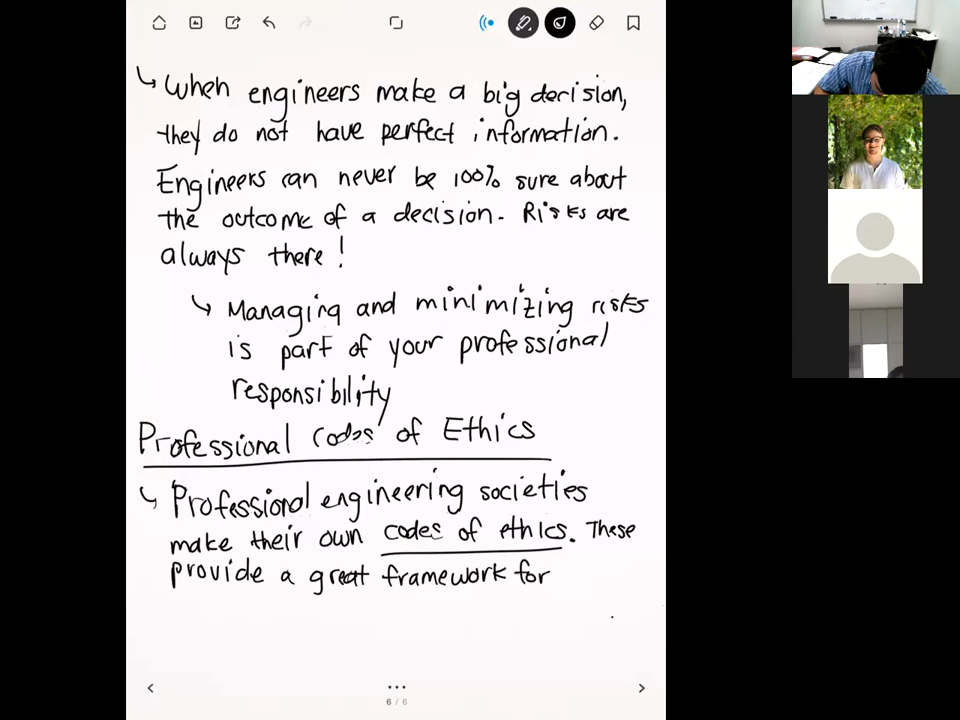 ↳ When engineers make a big decision,
they do not have perfect information.
Engineers can never be 100% sure about
the outcome of a decision. Risks are
always there!
↳ Managing and minimizing risks
is part of your professional
responsibility
Professional codes of Ethics
↳ Professional engineering societies
make their own codes of ethics. These
provide a great framework for
6 / 6